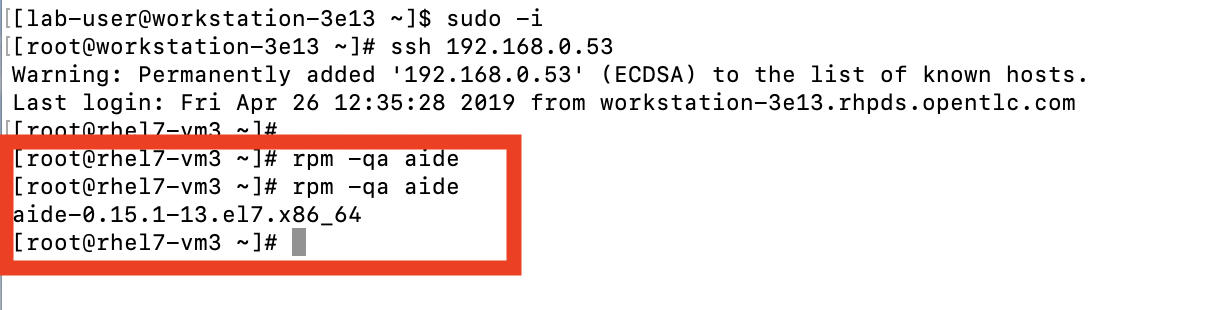 [[lab-user@workstation-3e13 ~]$ sudo -i
[[root@workstation-3e13 ~]# ssh 192.168.0.53
Warning: Permanently added '192.168.0.53' (ECDSA) to the list of known hosts.
Last login: Fri Apr 26 12:35:28 2019 from workstation-3e13.rhpds.opentlc.com
[[root@rhel7-vm3 ~]#
[root@rhel7-vm3 ~]# rpm -qa aide
[root@rhel7-vm3 ~]# rpm -qa aide
aide-0.15.1-13.el7.x86_64
[root@rhel7-vm3 ~]#